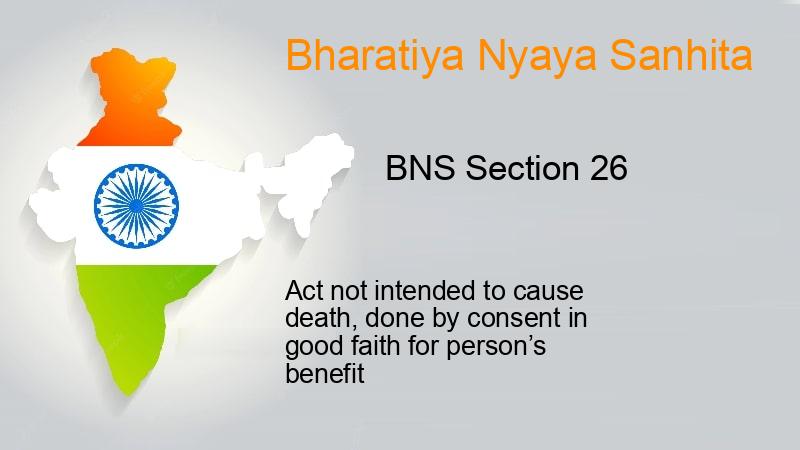 Bharatiya Nyaya Sanhita
BNS Section 26
Act not intended to cause
death, done by consent in
good faith for person’s
benefit